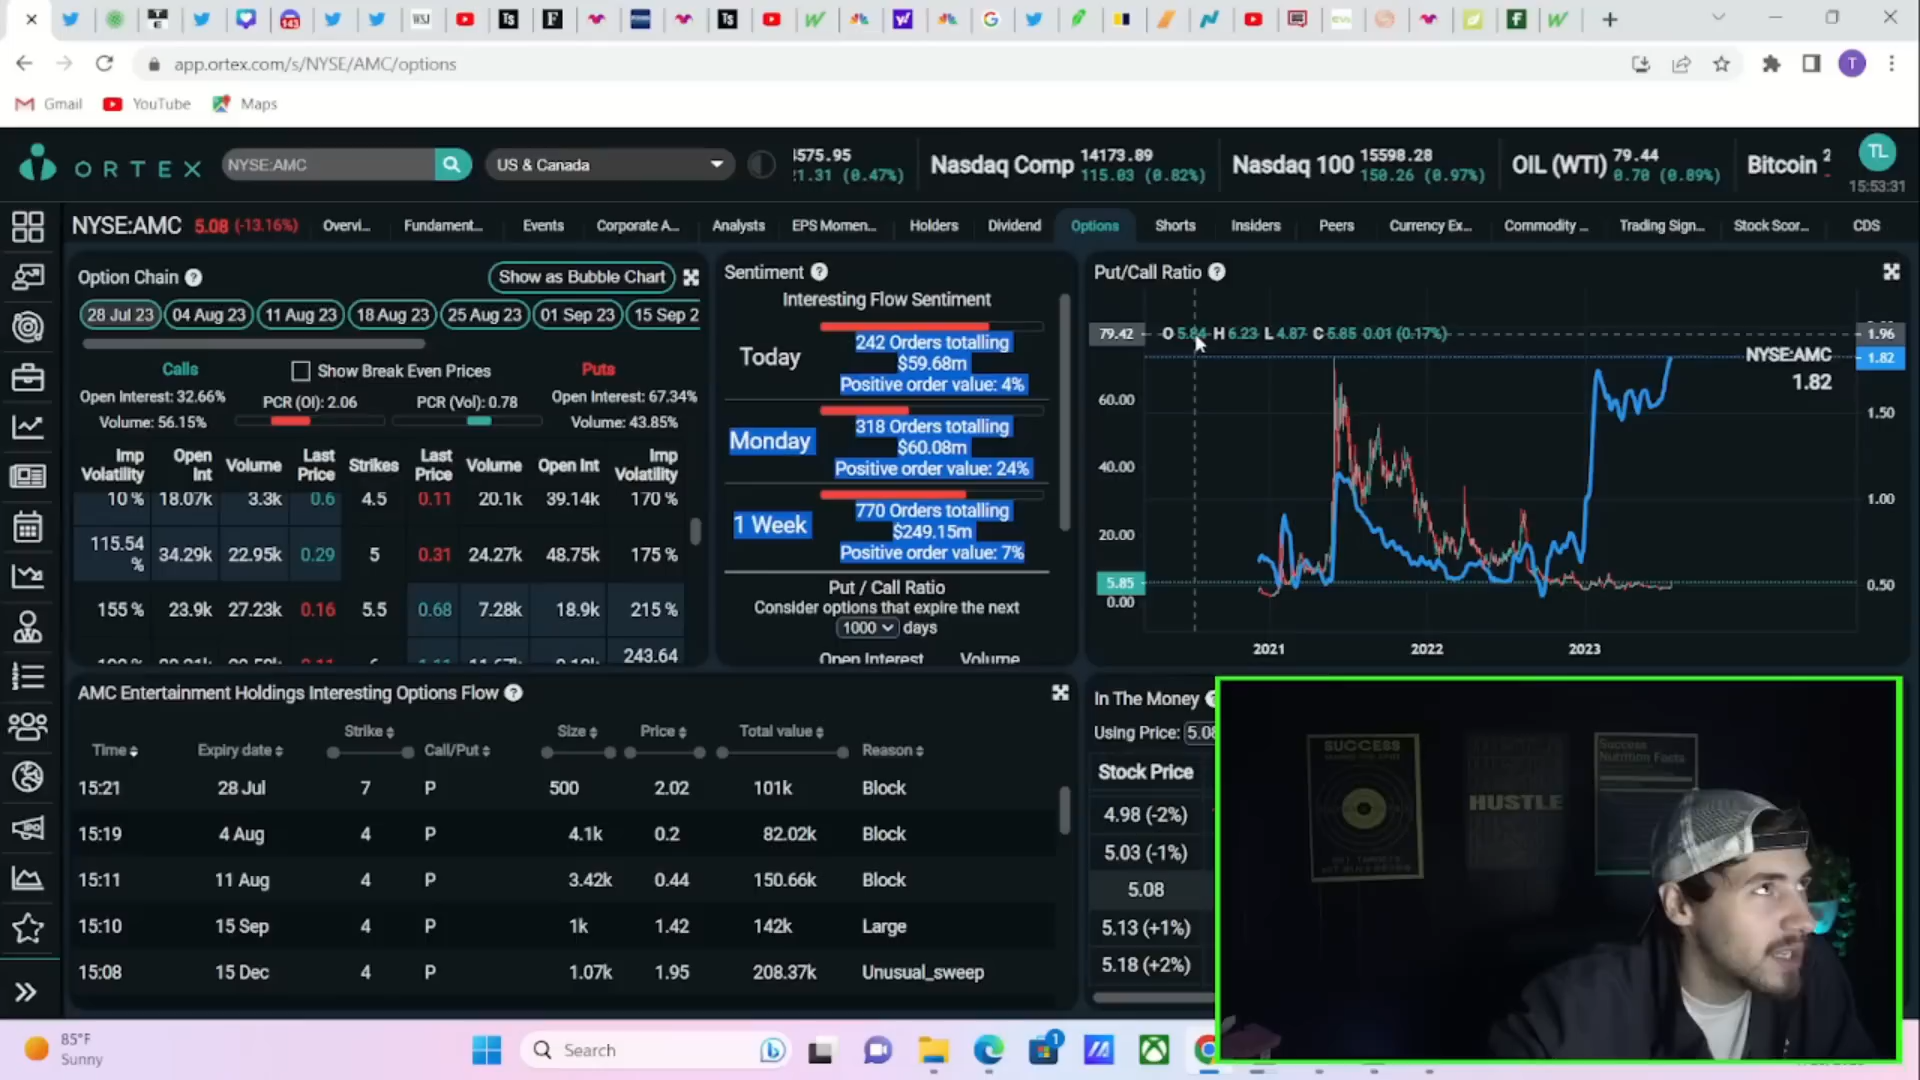 app.ortex.com/s/NYSE/AMC/options
Gmail
YouTube
Maps
ORTEX
NYSE:AMC
US & Canada
Nasdaq Comp
14173.89
115.03 (0.82%)
Nasdaq 100
15598.28
150.26 (0.97%)
OIL (WTI)
79.44
0.70 (0.89%)
Bitcoin
TL
15:53:31
NYSE:AMC 5.08 (-13.16%)
Overvi...
Fundament...
Events
Corporate A...
Analysts
EPS Momen...
Holders
Dividend
Options
Shorts
Insiders
Peers
Currency Ex...
Commodity ...
Trading Sign...
Stock Scor...
CDS
Option Chain
Show as Bubble Chart
28 Jul 23 04 Aug 23 11 Aug 23 18 Aug 23 25 Aug 23 01 Sep 23 15 Sep 2
Calls
Show Break Even Prices
Puts
Open Interest: 32.66%
PCR (OI): 2.06
PCR (Vol): 0.78
Open Interest: 67.34%
Volume: 56.15%
Volume: 43.85%
Imp Volatility Open Int Volume Last Price Strikes Last Price Volume Open Int Imp Volatility
10 % 18.07k 3.3k 0.6 4.5 0.11 20.1k 39.14k 170 %
115.54 % 34.29k 22.95k 0.29 5 0.31 24.27k 48.75k 175 %
155 % 23.9k 27.23k 0.16 5.5 0.68 7.28k 18.9k 215 %
243.64
Sentiment
Interesting Flow Sentiment
Today
242 Orders totalling
$59.68m
Positive order value: 4%
Monday
318 Orders totalling
$60.08m
Positive order value: 24%
1 Week
770 Orders totalling
$249.15m
Positive order value: 7%
Put / Call Ratio
Consider options that expire the next
1000 days
Open Interest Volume
Put/Call Ratio
79.42
O 5.84 H 6.23 L 4.87 C 5.85 0.01 (0.17%)
1.96
NYSE:AMC
1.82
1.82
60.00
1.50
40.00
1.00
20.00
5.85
0.50
0.00
2021 2022 2023
AMC Entertainment Holdings Interesting Options Flow
Time Expiry date Strike Call/Put Size Price Total value Reason
15:21 28 Jul 7 P 500 2.02 101k Block
15:19 4 Aug 4 P 4.1k 0.2 82.02k Block
15:11 11 Aug 4 P 3.42k 0.44 150.66k Block
15:10 15 Sep 4 P 1k 1.42 142k Large
15:08 15 Dec 4 P 1.07k 1.95 208.37k Unusual_sweep
In The Money
Using Price: 5.08
Stock Price
4.98 (-2%)
5.03 (-1%)
5.08
5.13 (+1%)
5.18 (+2%)
SUCCESS
HUSTLE
Success
Nutrition Facts
85°F
Sunny
Search